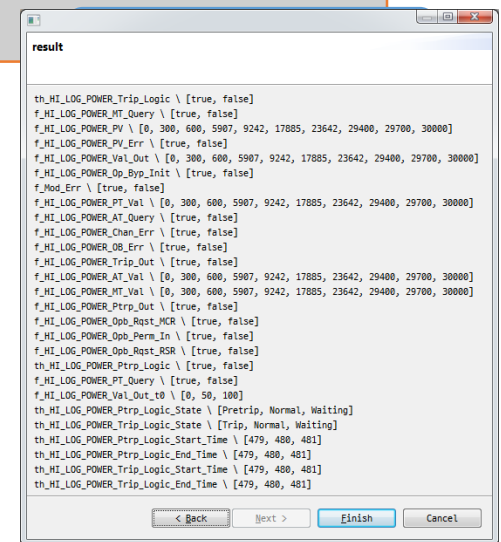 result
th_HI_LOG_POWER_Trip_Logic \ [true, false]
f_HI_LOG_POWER_MT_Query \ [true, false]
f_HI_LOG_POWER_PV \ [0, 300, 600, 5907, 9242, 17885, 23642, 29400, 29700, 30000]
f_HI_LOG_POWER_PV_Err \ [true, false]
f_HI_LOG_POWER_Val_Out \ [0, 300, 600, 5907, 9242, 17885, 23642, 29400, 29700, 30000]
f_HI_LOG_POWER_Op_Byp_Init \ [true, false]
f_Mod_Err \ [true, false]
f_HI_LOG_POWER_PT_Val \ [0, 300, 600, 5907, 9242, 17885, 23642, 29400, 29700, 30000]
f_HI_LOG_POWER_AT_Query \ [true, false]
f_HI_LOG_POWER_Chan_Err \ [true, false]
f_HI_LOG_POWER_OB_Err \ [true, false]
f_HI_LOG_POWER_Trip_Out \ [true, false]
f_HI_LOG_POWER_AT_Val \ [0, 300, 600, 5907, 9242, 17885, 23642, 29400, 29700, 30000]
f_HI_LOG_POWER_MT_Val \ [0, 300, 600, 5907, 9242, 17885, 23642, 29400, 29700, 30000]
f_HI_LOG_POWER_Ptrp_Out \ [true, false]
f_HI_LOG_POWER_Opb_Rqst_MCR \ [true, false]
f_HI_LOG_POWER_Opb_Perm_In \ [true, false]
f_HI_LOG_POWER_Opb_Rqst_RSR \ [true, false]
th_HI_LOG_POWER_Ptrp_Logic \ [true, false]
f_HI_LOG_POWER_PT_Query \ [true, false]
f_HI_LOG_POWER_Val_Out_t0 \ [0, 50, 100]
th_HI_LOG_POWER_Ptrp_Logic_State \ [Pretrip, Normal, Waiting]
th_HI_LOG_POWER_Trip_Logic_State \ [Trip, Normal, Waiting]
th_HI_LOG_POWER_Ptrp_Logic_Start_Time \ [479, 480, 481]
th_HI_LOG_POWER_Ptrp_Logic_End_Time \ [479, 480, 481]
th_HI_LOG_POWER_Trip_Logic_Start_Time \ [479, 480, 481]
th_HI_LOG_POWER_Trip_Logic_End_Time \ [479, 480, 481]
< Back Next > Finish Cancel